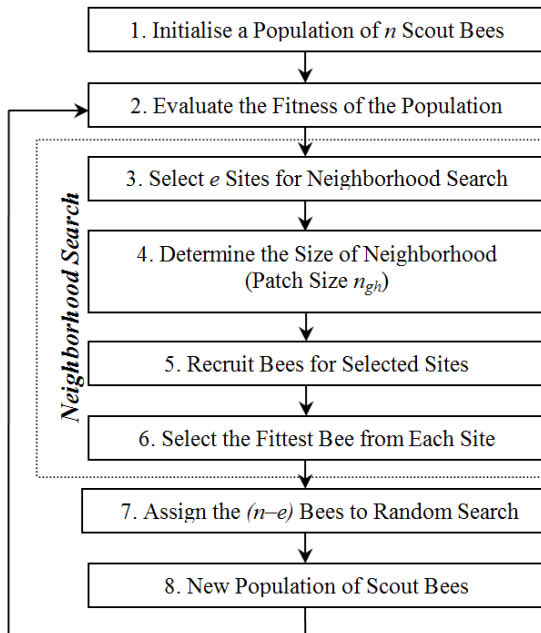 1. Initialise a Population of n Scout Bees
2. Evaluate the Fitness of the Population
Neighborhood Search
3. Select e Sites for Neighborhood Search
4. Determine the Size of Neighborhood
(Patch Size ngh)
5. Recruit Bees for Selected Sites
6. Select the Fittest Bee from Each Site
7. Assign the (n–e) Bees to Random Search
8. New Population of Scout Bees